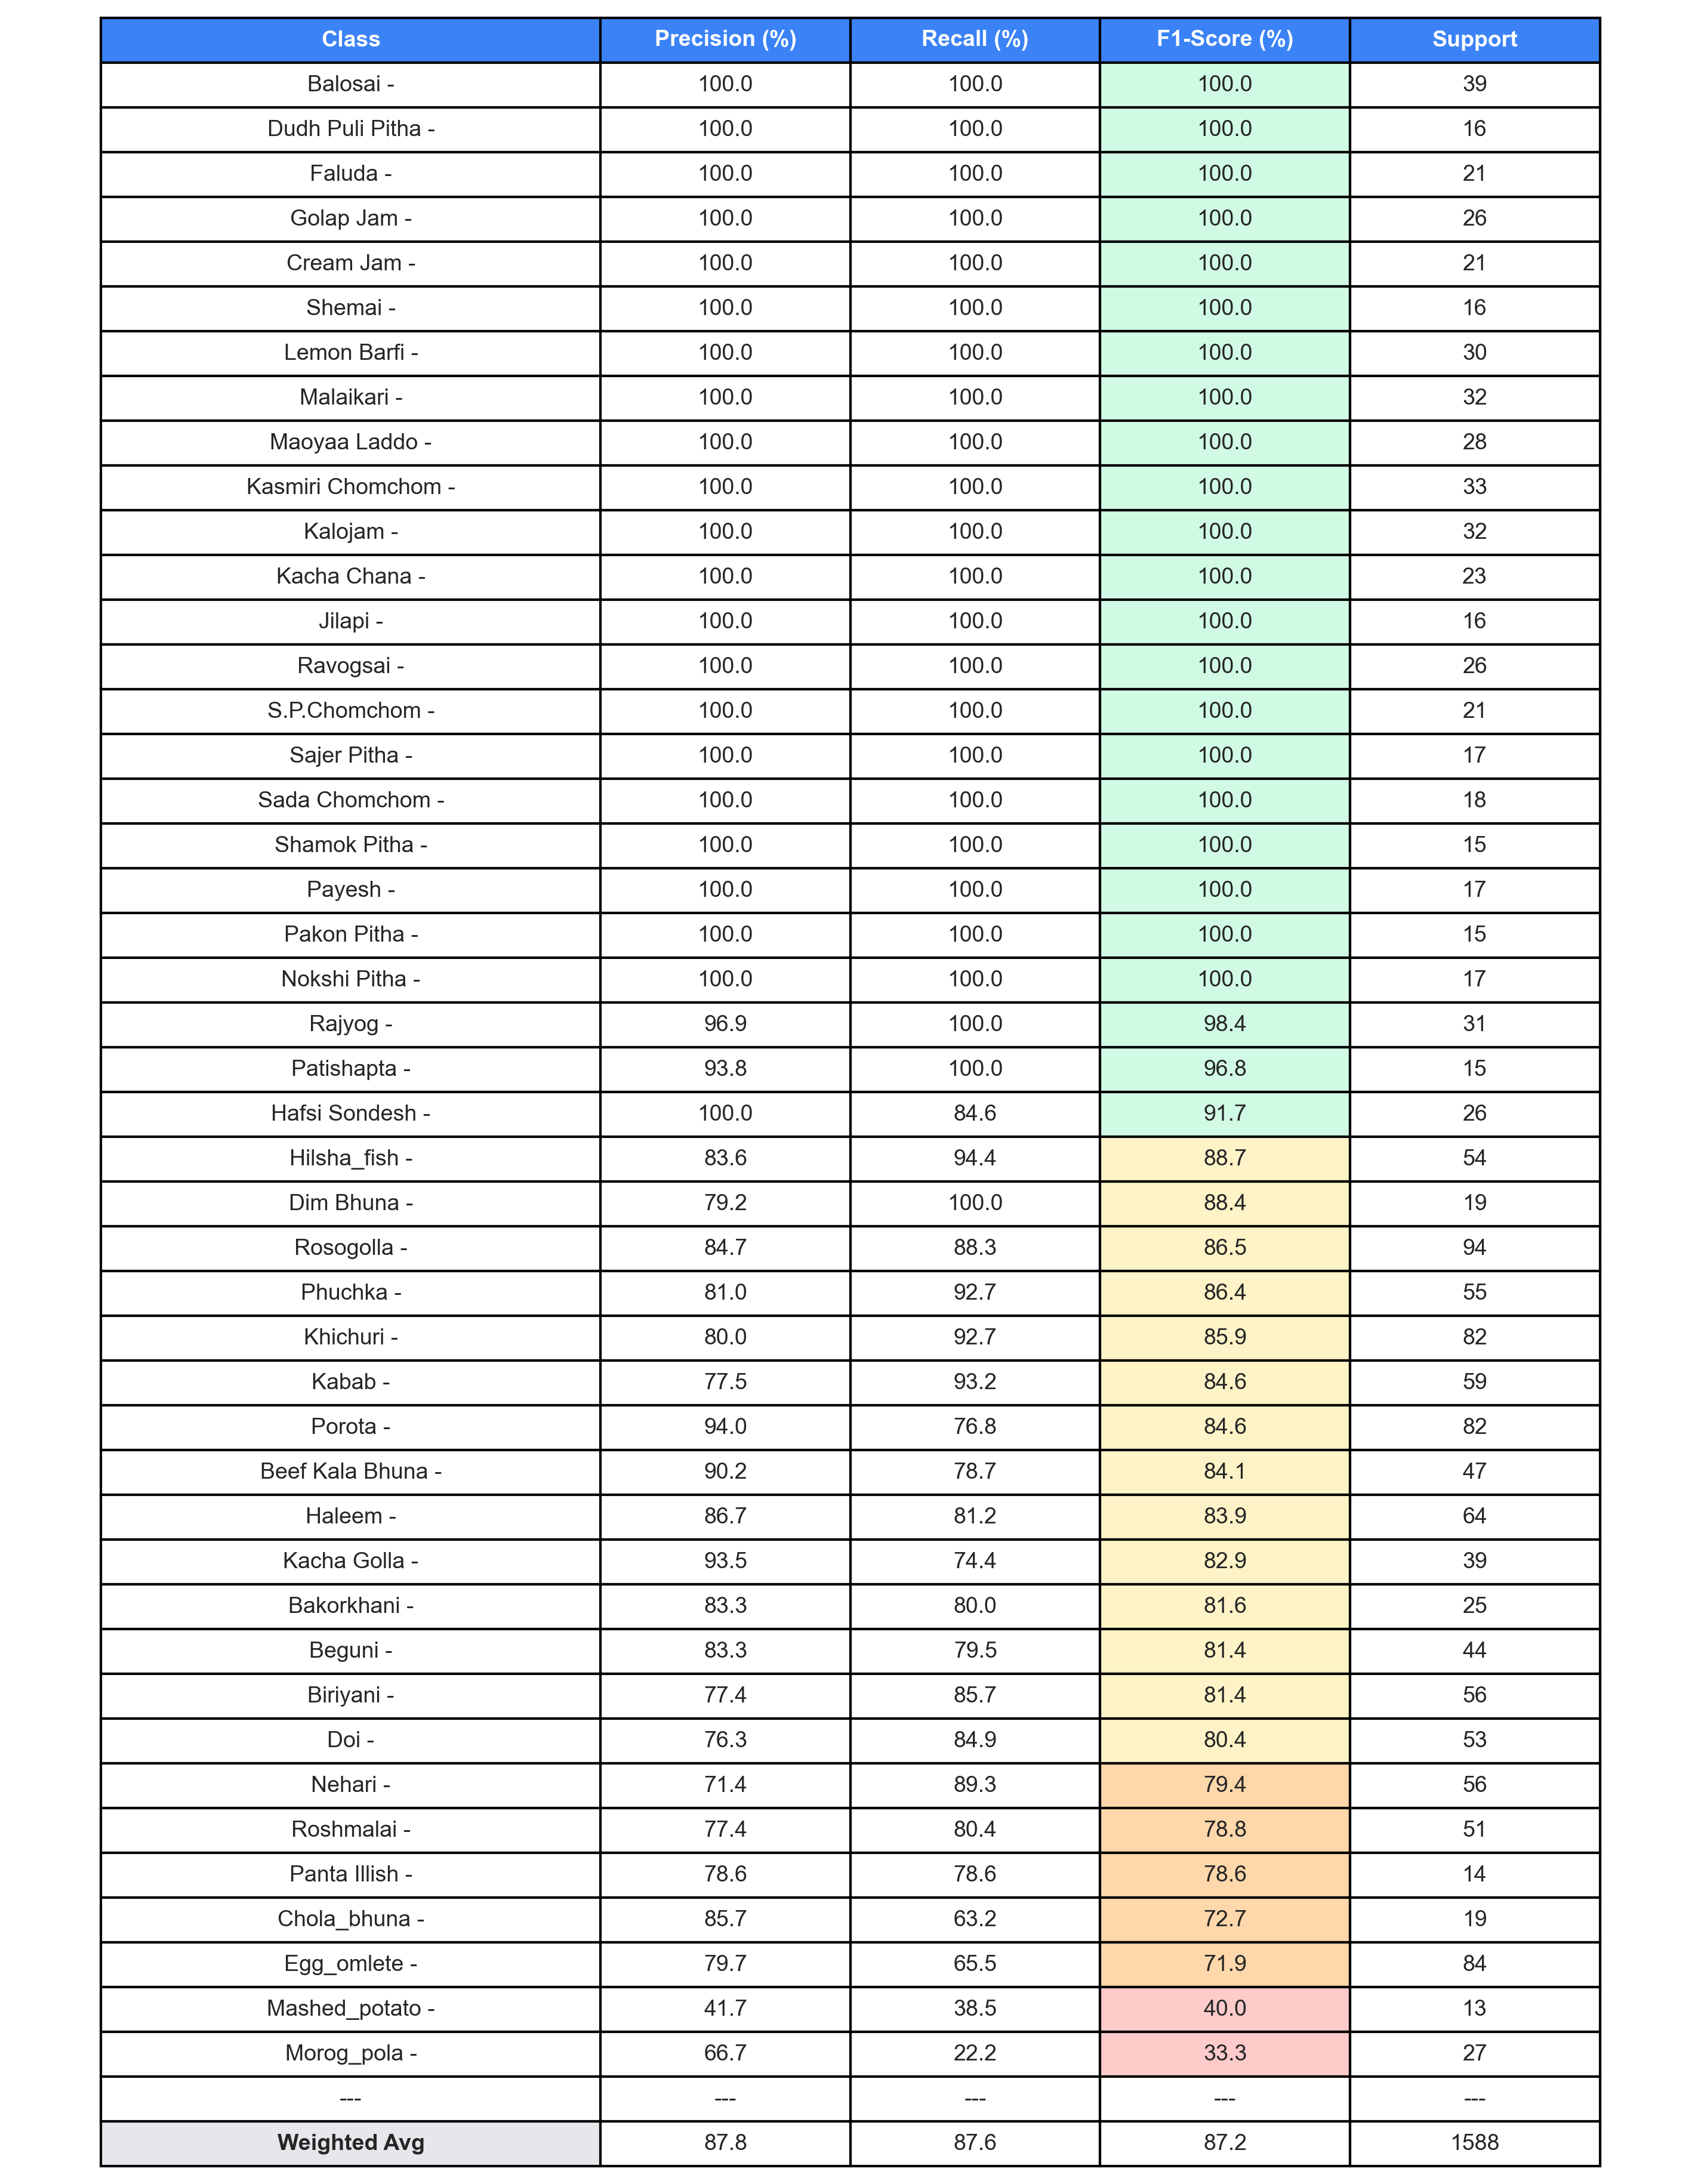 Class Precision (%) Recall (%) F1-Score (%) Support
Balosai - 100.0 100.0 100.0 39
Dudh Puli Pitha - 100.0 100.0 100.0 16
Faluda - 100.0 100.0 100.0 21
Golap Jam - 100.0 100.0 100.0 26
Cream Jam - 100.0 100.0 100.0 21
Shemai - 100.0 100.0 100.0 16
Lemon Barfi - 100.0 100.0 100.0 30
Malaikari - 100.0 100.0 100.0 32
Maoyaa Laddo - 100.0 100.0 100.0 28
Kasmiri Chomchom - 100.0 100.0 100.0 33
Kalojam - 100.0 100.0 100.0 32
Kacha Chana - 100.0 100.0 100.0 23
Jilapi - 100.0 100.0 100.0 16
Ravogsai - 100.0 100.0 100.0 26
S.P.Chomchom - 100.0 100.0 100.0 21
Sajer Pitha - 100.0 100.0 100.0 17
Sada Chomchom - 100.0 100.0 100.0 18
Shamok Pitha - 100.0 100.0 100.0 15
Payesh - 100.0 100.0 100.0 17
Pakon Pitha - 100.0 100.0 100.0 15
Nokshi Pitha - 100.0 100.0 100.0 17
Rajyog - 96.9 100.0 98.4 31
Patishapta - 93.8 100.0 96.8 15
Hafsi Sondesh - 100.0 84.6 91.7 26
Hilsha_fish - 83.6 94.4 88.7 54
Dim Bhuna - 79.2 100.0 88.4 19
Rosogolla - 84.7 88.3 86.5 94
Phuchka - 81.0 92.7 86.4 55
Khichuri - 80.0 92.7 85.9 82
Kabab - 77.5 93.2 84.6 59
Porota - 94.0 76.8 84.6 82
Beef Kala Bhuna - 90.2 78.7 84.1 47
Haleem - 86.7 81.2 83.9 64
Kacha Golla - 93.5 74.4 82.9 39
Bakorkhani - 83.3 80.0 81.6 25
Beguni - 83.3 79.5 81.4 44
Biriyani - 77.4 85.7 81.4 56
Doi - 76.3 84.9 80.4 53
Nehari - 71.4 89.3 79.4 56
Roshmalai - 77.4 80.4 78.8 51
Panta Illish - 78.6 78.6 78.6 14
Chola_bhuna - 85.7 63.2 72.7 19
Egg_omlete - 79.7 65.5 71.9 84
Mashed_potato - 41.7 38.5 40.0 13
Morog_pola - 66.7 22.2 33.3 27
--- --- --- --- ---
Weighted Avg 87.8 87.6 87.2 1588